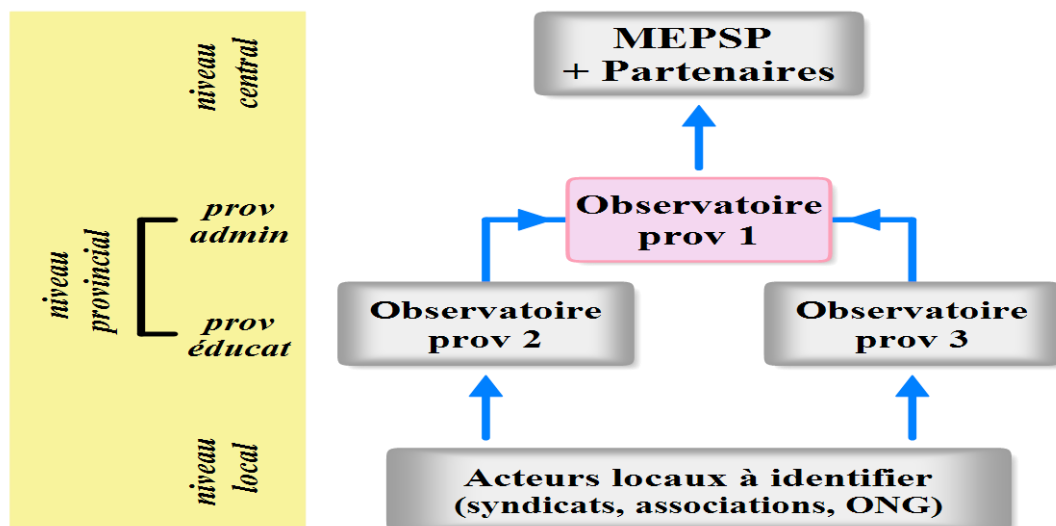 niveau
central
MEPSP
+ Partenaires
niveau
provincial
prov
admin
Observatoire
prov 1
prov
éducat
Observatoire
prov 2
Observatoire
prov 3
niveau
local
Acteurs locaux à identifier
(syndicats, associations, ONG)